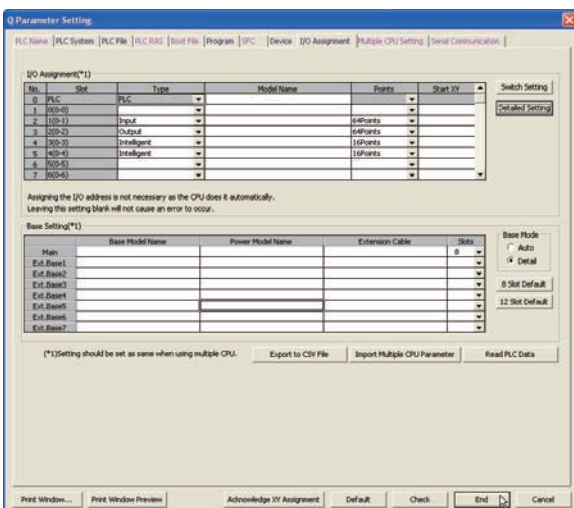 Q Parameter Setting
PLC Name PLC System PLC File PLC RAS Boot File Program SFC Device I/O Assignment Multiple CPU Setting Serial Communication
I/O Assignment(*1)
No. Slot Type Model Name Points Start XY
Switch Setting
0 PLC PLC
1 0(0-0)
Detailed Setting
2 1(0-1) Input 64Points
3 2(0-2) Output 64Points
4 3(0-3) Intelligent 16Points
5 4(0-4) Intelligent 16Points
6 5(0-5)
7 6(0-6)
Assigning the I/O address is not necessary as the CPU does it automatically.
Leaving this setting blank will not cause an error to occur.
Base Setting(*1)
Base Model Name Power Model Name Extension Cable Slots
Base Mode
Main 8
Auto
Ext.Base1
Detail
Ext.Base2
Ext.Base3
8 Slot Default
Ext.Base4
12 Slot Default
Ext.Base5
Ext.Base6
Ext.Base7
(*1)Setting should be set as same when using multiple CPU. Export to CSV File Import Multiple CPU Parameter Read PLC Data
Print Window... Print Window Preview Acknowledge XY Assignment Default Check End Cancel